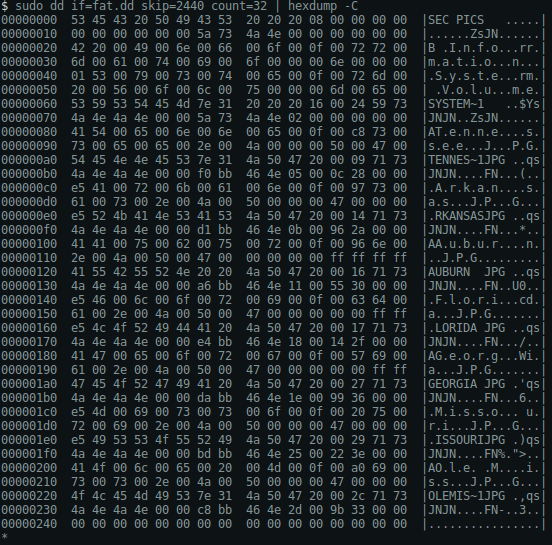 $ sudo dd if=fat.dd skip=2440 count=32 | hexdump -C
00000000  53 45 43 20 50 49 43 53  20 20 20 08 00 00 00 00  |SEC PICS   .....|
00000010  00 00 00 00 00 00 5a 73  4a 4e 00 00 00 00 00 00  |......ZsJN......|
00000020  42 20 00 49 00 6e 00 66  00 6f 00 0f 00 72 72 00  |B .I.n.f.o...rr.|
00000030  6d 00 61 00 74 00 69 00  6f 00 00 00 6e 00 00 00  |m.a.t.i.o...n...|
00000040  01 53 00 79 00 73 00 74  00 65 00 0f 00 72 6d 00  |.S.y.s.t.e...rm.|
00000050  20 00 56 00 6f 00 6c 00  75 00 00 00 6d 00 65 00  | .V.o.l.u...m.e.|
00000060  53 59 53 54 45 4d 7e 31  20 20 20 16 00 24 59 73  |SYSTEM~1   ..$Ys|
00000070  4a 4e 4a 4e 00 00 5a 73  4a 4e 02 00 00 00 00 00  |JNJN..ZsJN......|
00000080  41 54 00 65 00 6e 00 6e  00 65 00 0f 00 c8 73 00  |AT.e.n.n.e....s.|
00000090  73 00 65 00 65 00 2e 00  4a 00 00 00 50 00 47 00  |s.e.e...J...P.G.|
000000a0  54 45 4e 4e 45 53 7e 31  4a 50 47 20 00 09 71 73  |TENNES~1JPG ..qs|
000000b0  4a 4e 4a 4e 00 00 f0 bb  46 4e 05 00 0c 28 00 00  |JNJN....FN...(..|
000000c0  e5 41 00 72 00 6b 00 61  00 6e 00 0f 00 97 73 00  |.A.r.k.a.n....s.|
000000d0  61 00 73 00 2e 00 4a 00  50 00 00 00 47 00 00 00  |a.s...J.P...G...|
000000e0  e5 52 4b 41 4e 53 41 53  4a 50 47 20 00 14 71 73  |.RKANSASJPG ..qs|
000000f0  4a 4e 4a 4e 00 00 d1 bb  46 4e 0b 00 96 2a 00 00  |JNJN....FN...*..|
00000100  41 41 00 75 00 62 00 75  00 72 00 0f 00 96 6e 00  |AA.u.b.u.r....n.|
00000110  2e 00 4a 00 50 00 47 00  00 00 00 00 ff ff ff ff  |..J.P.G.........|
00000120  41 55 42 55 52 4e 20 20  4a 50 47 20 00 16 71 73  |AUBURN  JPG ..qs|
00000130  4a 4e 4a 4e 00 00 a6 bb  46 4e 11 00 55 30 00 00  |JNJN....FN..U0..|
00000140  e5 46 00 6c 00 6f 00 72  00 69 00 0f 00 63 64 00  |.F.l.o.r.i...cd.|
00000150  61 00 2e 00 4a 00 50 00  47 00 00 00 00 00 ff ff  |a...J.P.G.......|
00000160  e5 4c 4f 52 49 44 41 20  4a 50 47 20 00 17 71 73  |.LORIDA JPG ..qs|
00000170  4a 4e 4a 4e 00 00 e4 bb  46 4e 18 00 14 2f 00 00  |JNJN....FN.../..|
00000180  41 47 00 65 00 6f 00 72  00 67 00 0f 00 57 69 00  |AG.e.o.r.g...Wi.|
00000190  61 00 2e 00 4a 00 50 00  47 00 00 00 00 00 ff ff  |a...J.P.G.......|
000001a0  47 45 4f 52 47 49 41 20  4a 50 47 20 00 27 71 73  |GEORGIA JPG .'qs|
000001b0  4a 4e 4a 4e 00 00 da bb  46 4e 1e 00 99 36 00 00  |JNJN....FN...6..|
000001c0  e5 4d 00 69 00 73 00 73  00 6f 00 0f 00 20 75 00  |.M.i.s.s.o... u.|
000001d0  72 00 69 00 2e 00 4a 00  50 00 00 00 47 00 00 00  |r.i...J.P...G...|
000001e0  e5 49 53 53 4f 55 52 49  4a 50 47 20 00 29 71 73  |.ISSOURIJPG .)qs|
000001f0  4a 4e 4a 4e 00 00 bd bb  46 4e 25 00 22 3e 00 00  |JNJN....FN%.">..|
00000200  41 4f 00 6c 00 65 00 20  00 4d 00 0f 00 a0 69 00  |AO.l.e. .M....i.|
00000210  73 00 73 00 2e 00 4a 00  50 00 00 00 47 00 00 00  |s.s...J.P...G...|
00000220  4f 4c 45 4d 49 53 7e 31  4a 50 47 20 00 2c 71 73  |OLEMIS~1JPG .,qs|
00000230  4a 4e 4a 4e 00 00 c8 bb  46 4e 2d 00 9b 33 00 00  |JNJN....FN-..3..|
00000240  00 00 00 00 00 00 00 00  00 00 00 00 00 00 00 00  |................|
*